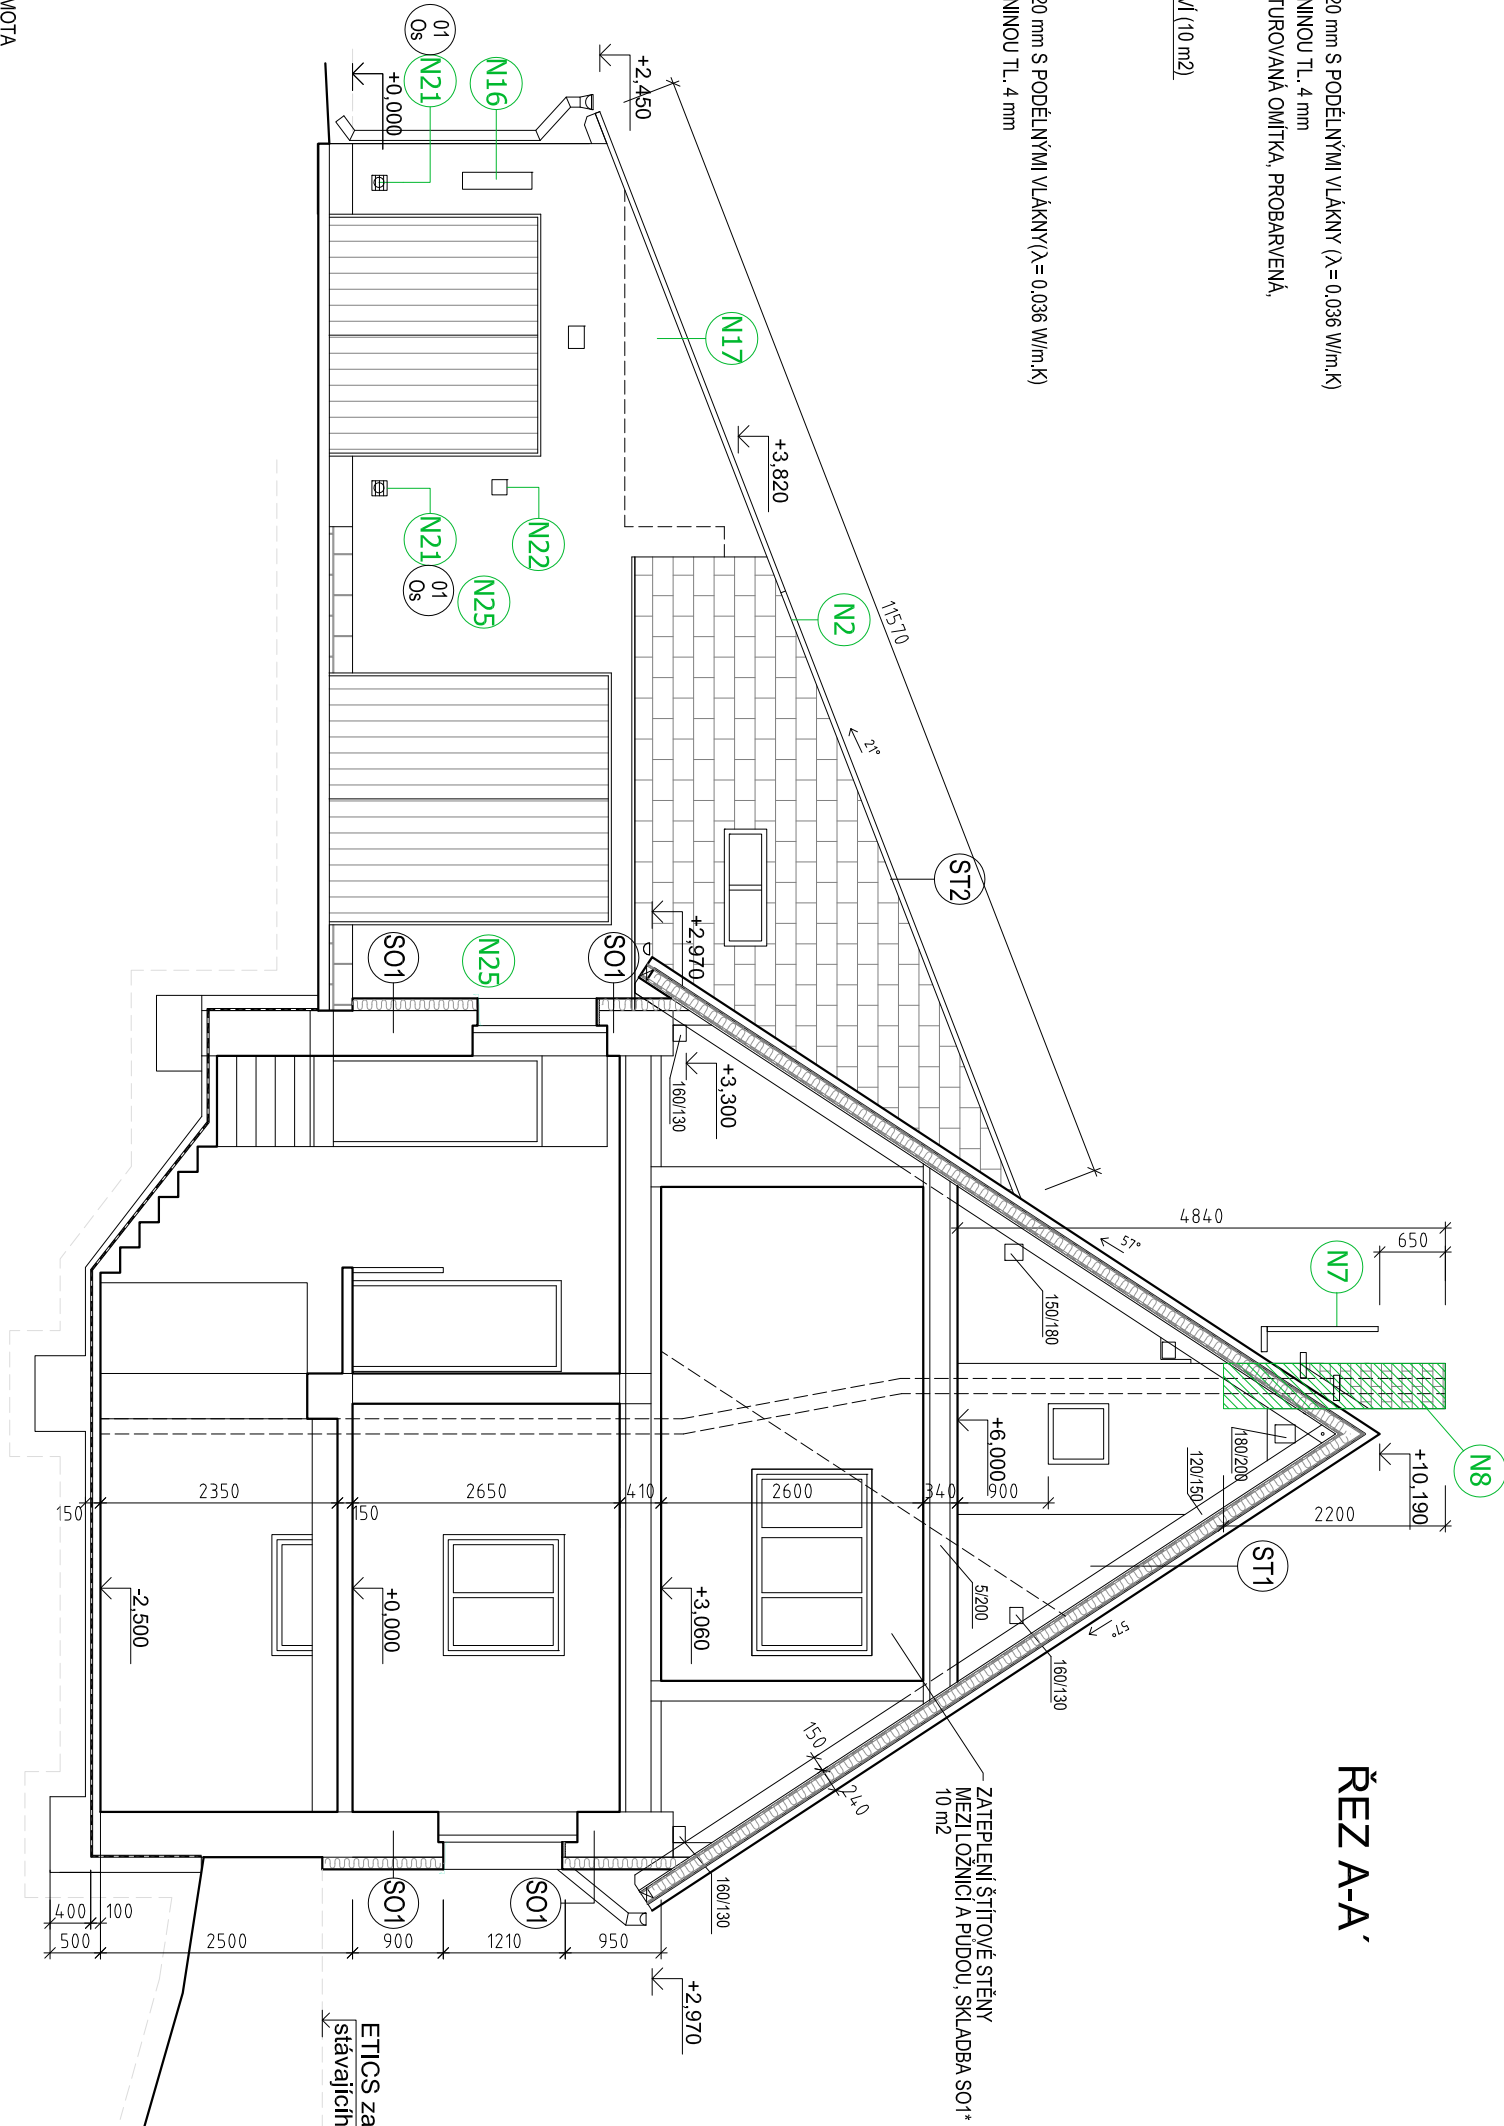 ŘEZ A-A´
20 mm S PODÉLNÝMI VLÁKNY (λ= 0.036 W/m.K)
NINOU TL. 4 mm
TUROVANÁ OMÍTKA, PROBARVENÁ,
VÍ (10 m2)
20 mm S PODÉLNÝMI VLÁKNY(λ= 0.036 W/m.K)
NINOU TL. 4 mm
MOTA
N8
N7
650
4840
+10,190
2200
ST1
180/200
120/150
57°
57°
150/180
160/130
+6,000
900
5/200
340
ST2
11570
21°
N2
+3,820
N17
+2,450
+2,970
+3,300
160/130
2600
+3,060
410
150
240
160/130
ZATEPLENÍ ŠTÍTOVÉ STĚNY
MEZI LOŽNICÍ A PŮDOU, SKLADBA SO1*
10 m2
N16
N21
01
Os
+0,000
N22
N21
01
Os
N25
N25
SO1
SO1
2650
+0,000
150
2350
-2,500
150
SO1
SO1
400
100
500
2500
900
1210
950
+2,970
ETICS za
stávajícíh